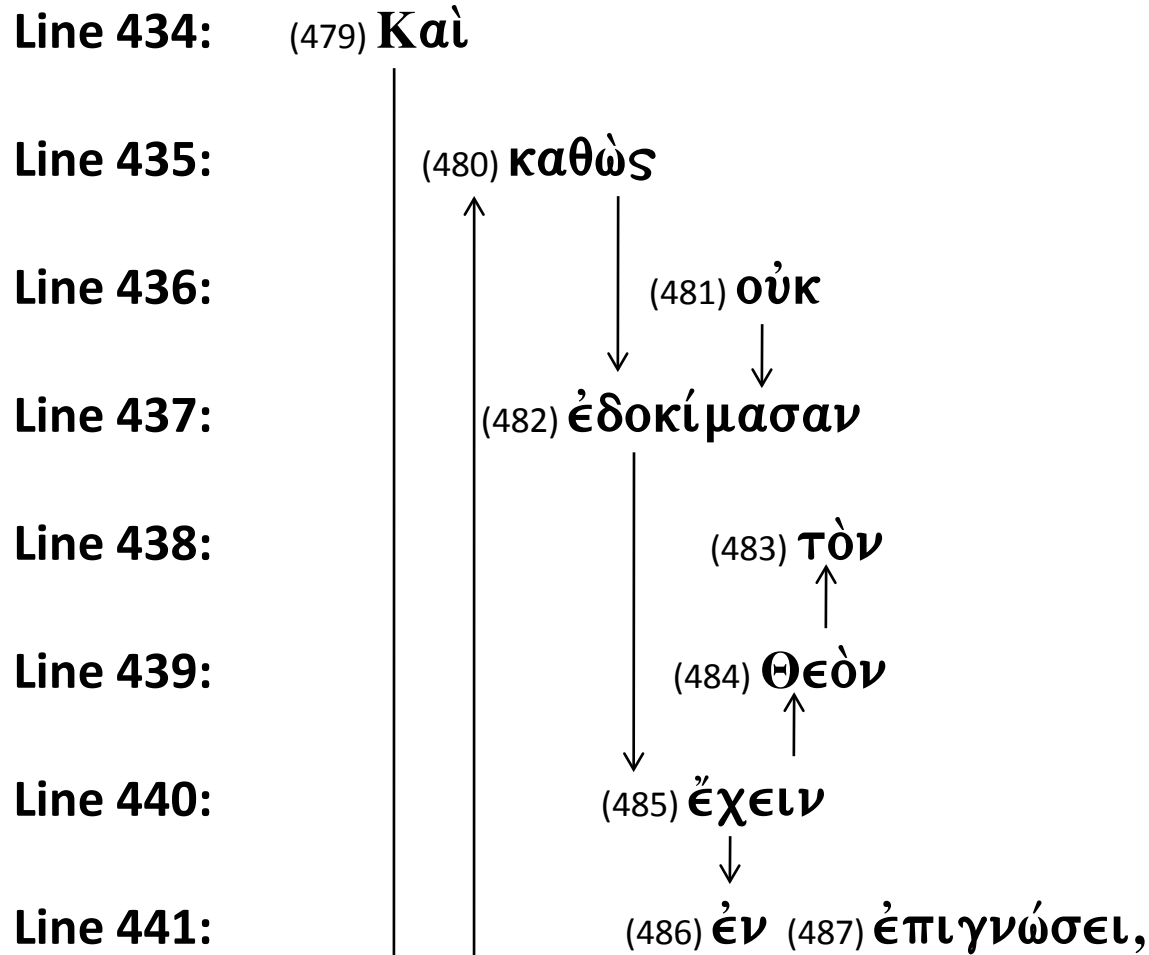 Line 434: (479) Καὶ
Line 435: (480) καθὼς
Line 436: (481) οὐκ
Line 437: (482) ἐδοκίμασαν
Line 438: (483) τὸν
Line 439: (484) Θεὸν
Line 440: (485) ἔχειν
Line 441: (486) ἐν (487) ἐπιγνώσει,